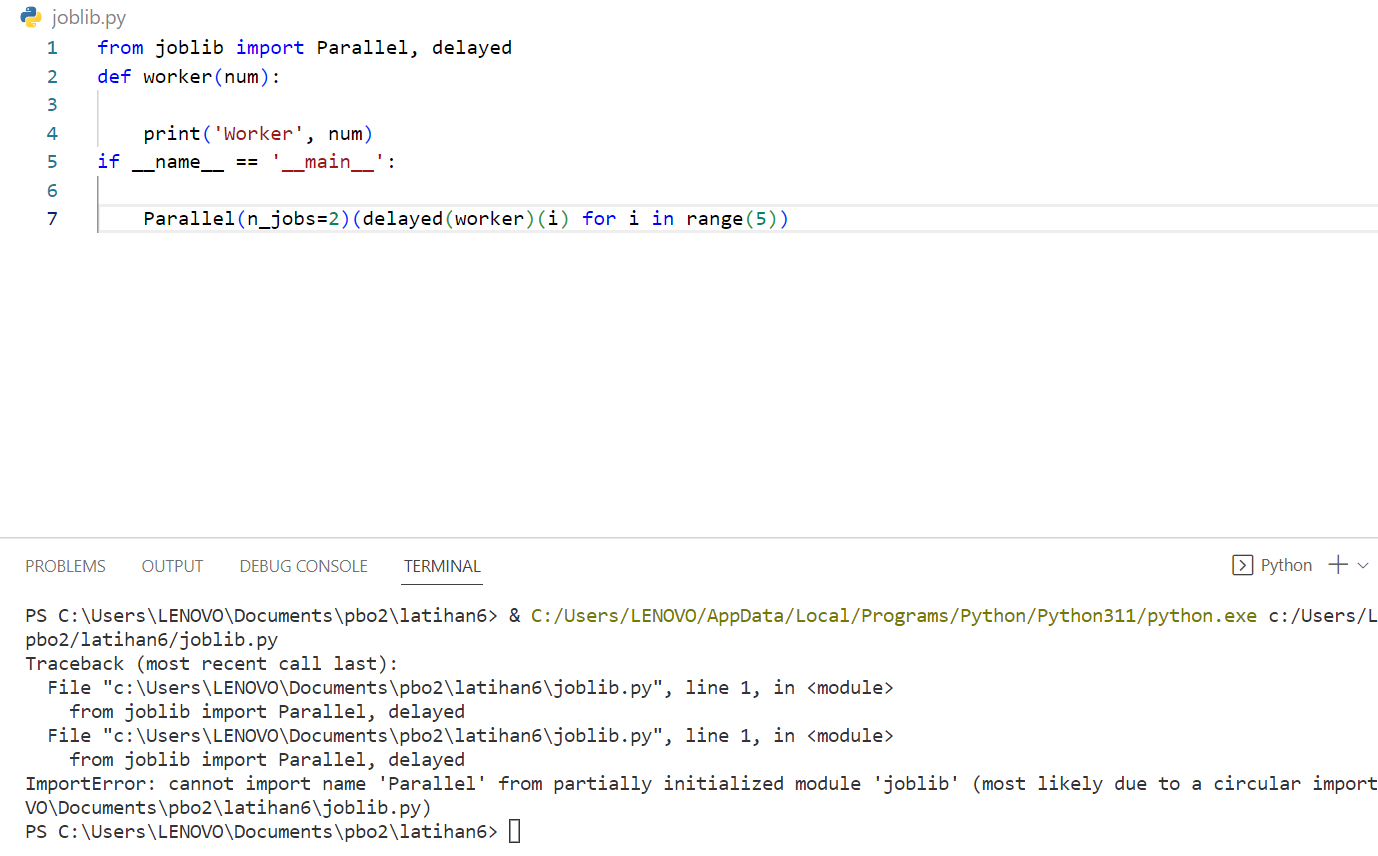 joblib.py
1 from joblib import Parallel, delayed
2 def worker(num):
3
4     print('Worker', num)
5 if __name__ == '__main__':
6
7     Parallel(n_jobs=2)(delayed(worker)(i) for i in range(5))
PROBLEMS OUTPUT DEBUG CONSOLE TERMINAL Python
PS C:\Users\LENOVO\Documents\pbo2\latihan6> & C:/Users/LENOVO/AppData/Local/Programs/Python/Python311/python.exe c:/Users/L
pbo2/latihan6/joblib.py
Traceback (most recent call last):
  File "c:\Users\LENOVO\Documents\pbo2\latihan6\joblib.py", line 1, in <module>
    from joblib import Parallel, delayed
  File "c:\Users\LENOVO\Documents\pbo2\latihan6\joblib.py", line 1, in <module>
    from joblib import Parallel, delayed
ImportError: cannot import name 'Parallel' from partially initialized module 'joblib' (most likely due to a circular import
VO\Documents\pbo2\latihan6\joblib.py)
PS C:\Users\LENOVO\Documents\pbo2\latihan6>